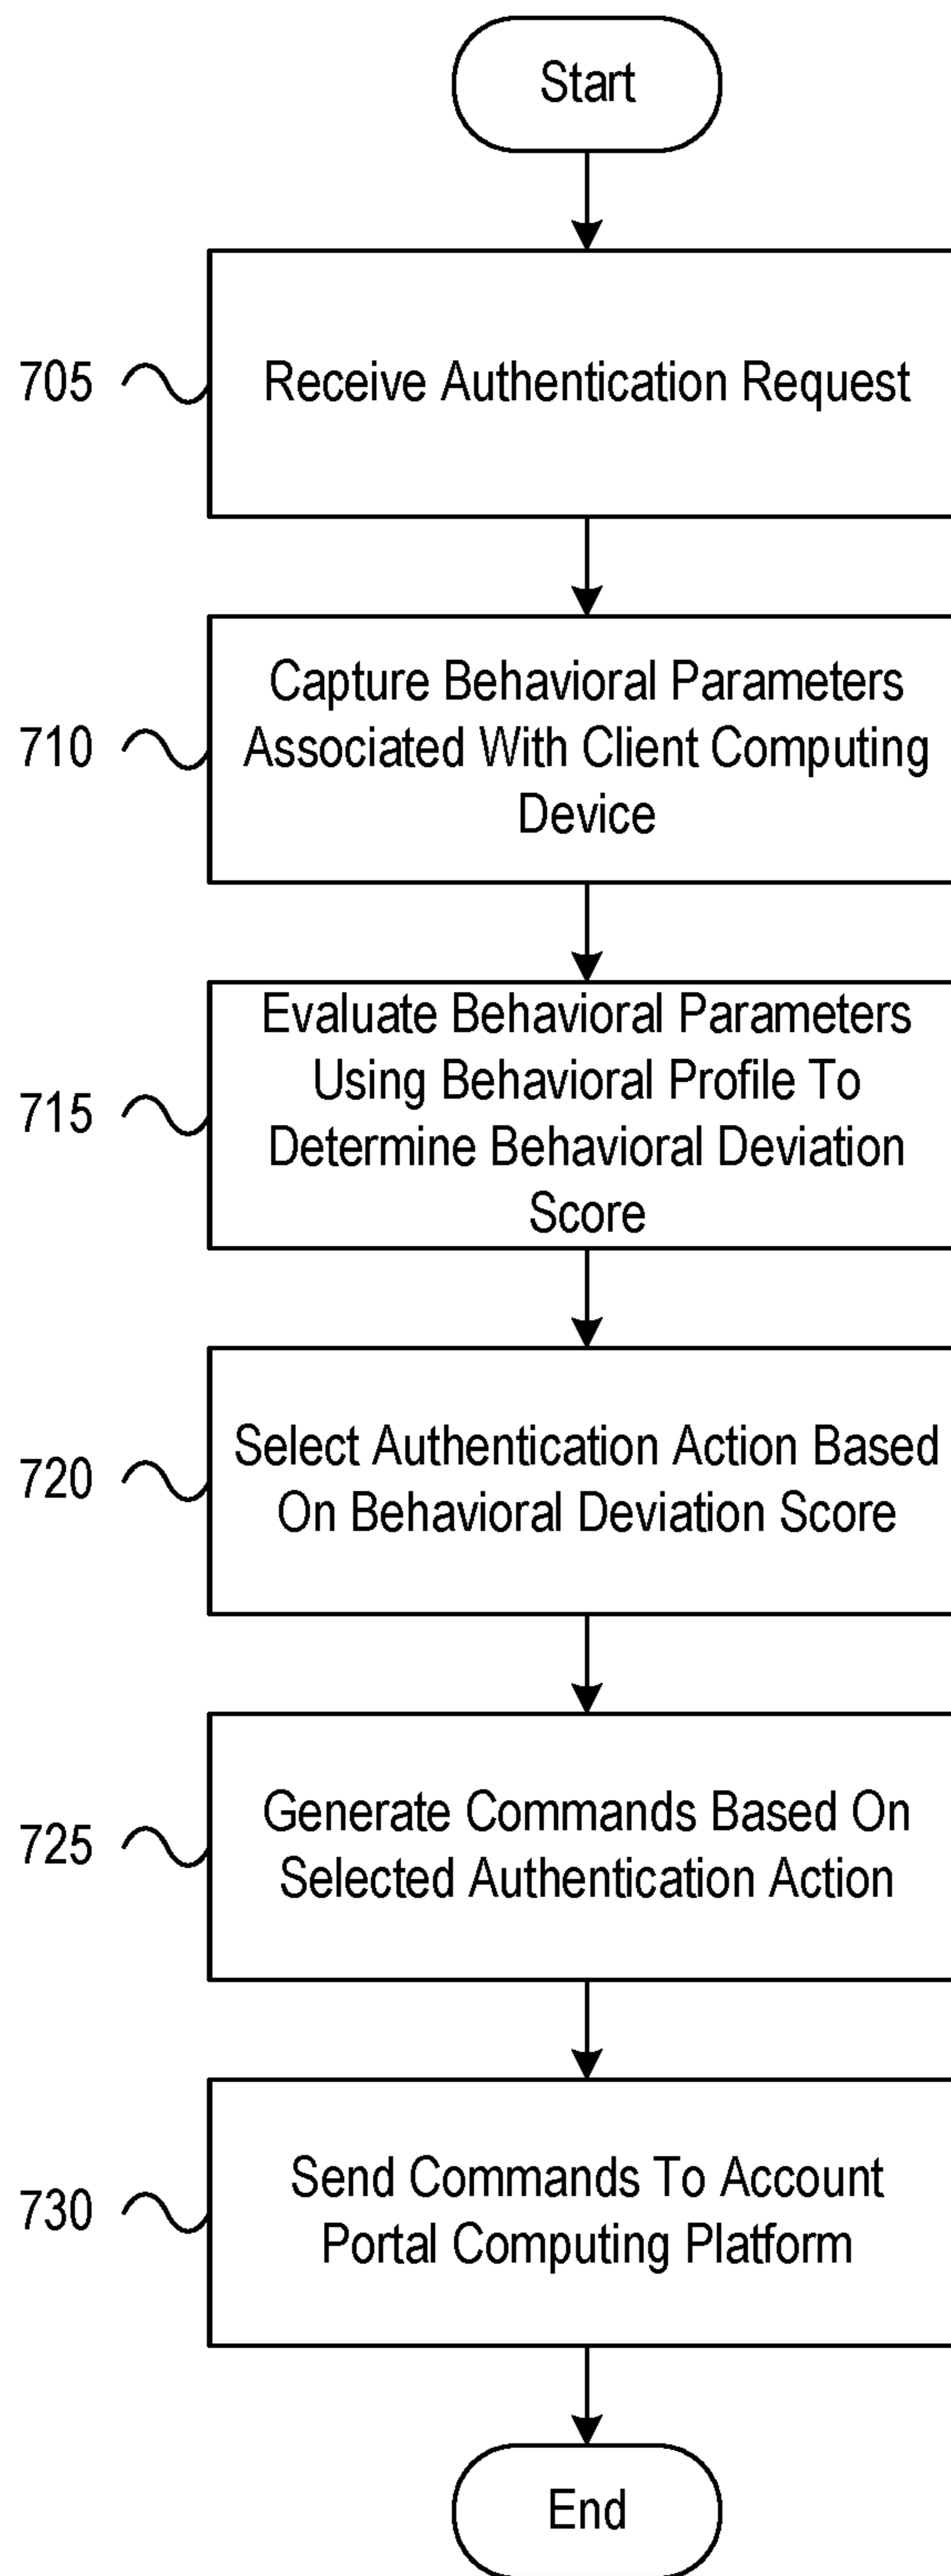 Start
705
Receive Authentication Request
710
Capture Behavioral Parameters
Associated With Client Computing
Device
715
Evaluate Behavioral Parameters
Using Behavioral Profile To
Determine Behavioral Deviation
Score
720
Select Authentication Action Based
On Behavioral Deviation Score
725
Generate Commands Based On
Selected Authentication Action
730
Send Commands To Account
Portal Computing Platform
End